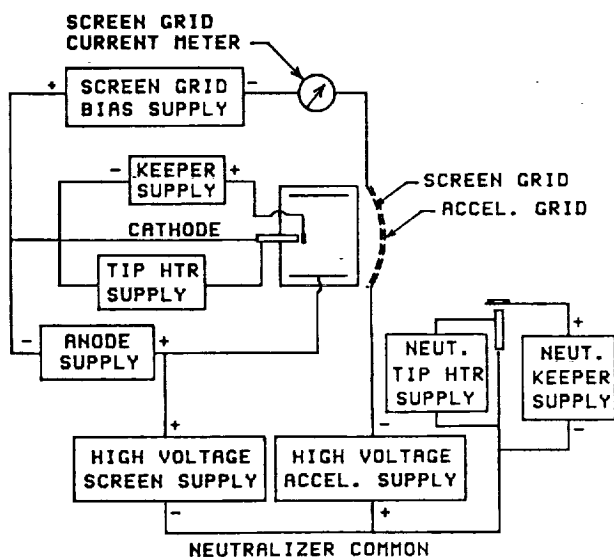 SCREEN GRID
CURRENT METER
+ SCREEN GRID -
BIAS SUPPLY
- KEEPER +
SUPPLY
SCREEN GRID
ACCEL. GRID
CATHODE
TIP HTR
SUPPLY
- ANODE +
SUPPLY
NEUT.
TIP HTR
SUPPLY
+
NEUT.
KEEPER
SUPPLY
-
+
HIGH VOLTAGE
SCREEN SUPPLY
-
-
HIGH VOLTAGE
ACCEL. SUPPLY
+
NEUTRALIZER COMMON